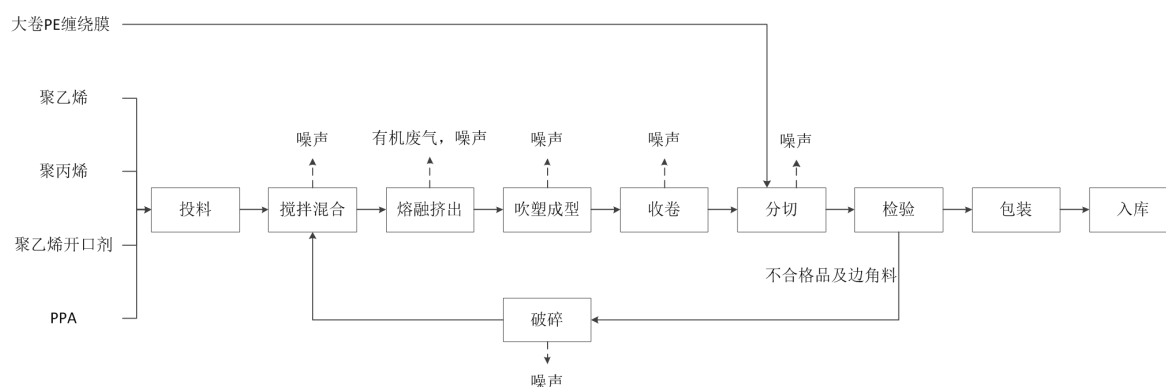 大卷PE缠绕膜
聚乙烯
噪声
有机废气，噪声
噪声
噪声
噪声
聚丙烯
投料
搅拌混合
熔融挤出
吹塑成型
收卷
分切
检验
包装
入库
聚乙烯开口剂
不合格品及边角料
PPA
破碎
噪声